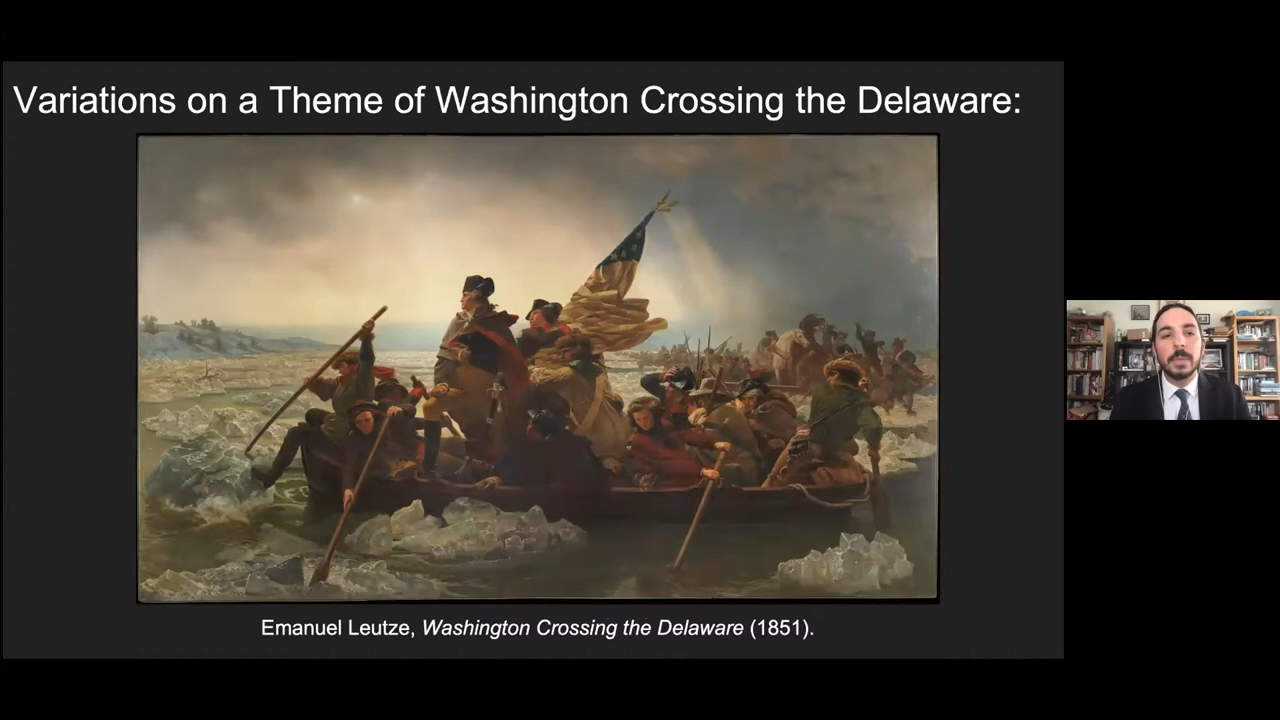 Variations on a Theme of Washington Crossing the Delaware:
Emanuel Leutze, Washington Crossing the Delaware (1851).